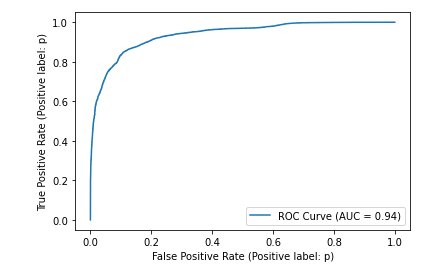 1.0
0.8
0.6
0.4
0.2
0.0
True Positive Rate (Positive label: p)
ROC Curve (AUC = 0.94)
0.0 0.2 0.4 0.6 0.8 1.0
False Positive Rate (Positive label: p)